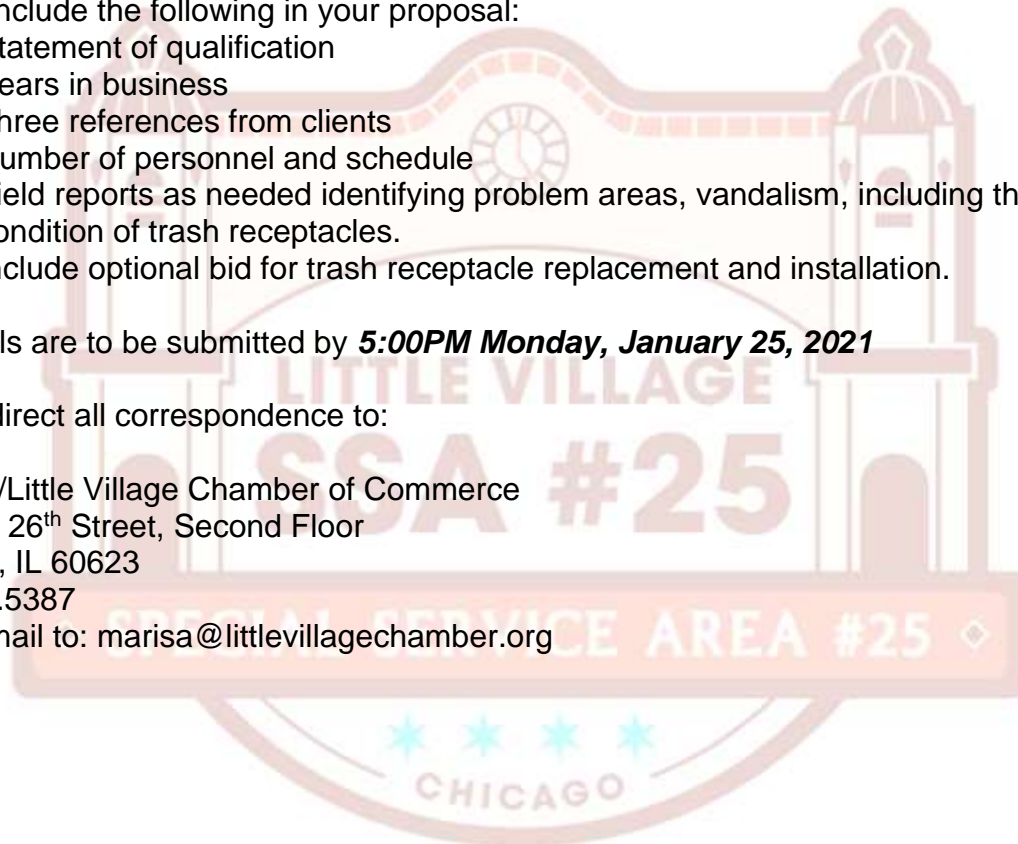 nclude the following in your proposal:
tatement of qualification
ears in business
hree references from clients
umber of personnel and schedule
ield reports as needed identifying problem areas, vandalism, including th
ondition of trash receptacles.
nclude optional bid for trash receptacle replacement and installation.
ls are to be submitted by 5:00PM Monday, January 25, 2021
LITTLE VILLAGE
direct all correspondence to:
SSA #25
/Little Village Chamber of Commerce
26th Street, Second Floor
, IL 60623
.5387
SPECIAL SERVICE AREA #25
ail to: marisa@littlevillagechamber.org
CHICAGO